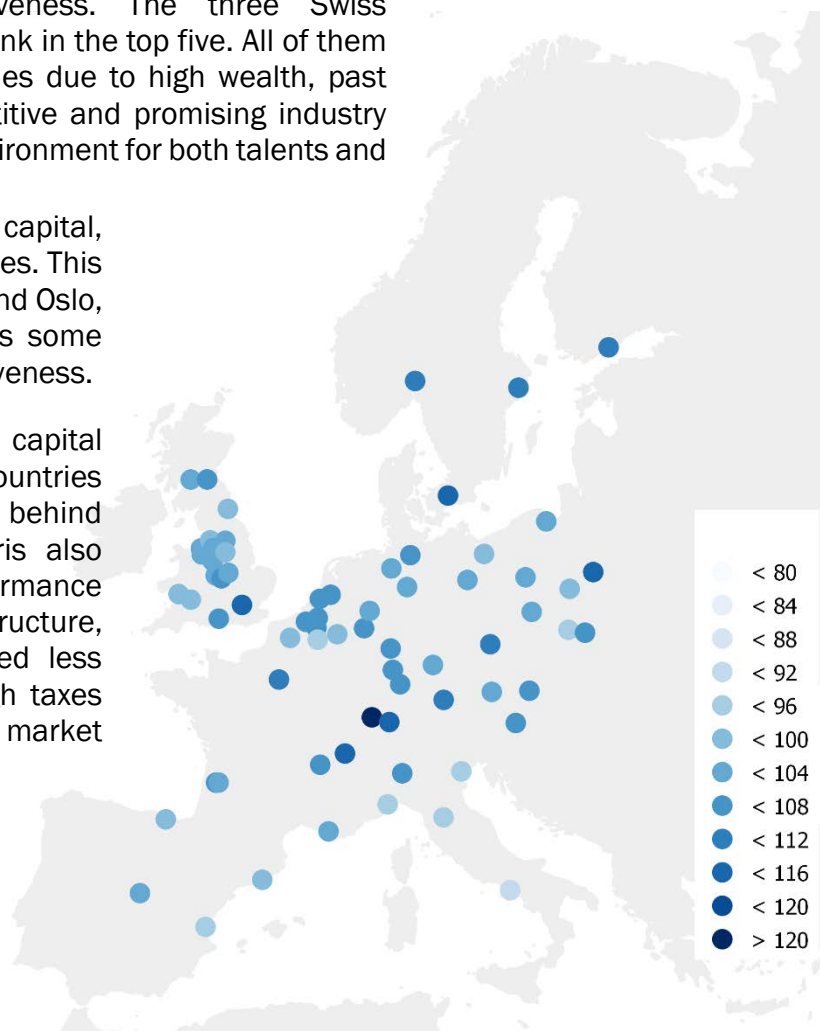 veness. The three Swiss
nk in the top five. All of them
es due to high wealth, past
titive and promising industry
ironment for both talents and
capital,
es. This
nd Oslo,
s some
veness.
capital
ountries
behind
ris also
rmance
ructure,
ed less
h taxes
market
< 80
< 84
< 88
< 92
< 96
< 100
< 104
< 108
< 112
< 116
< 120
> 120